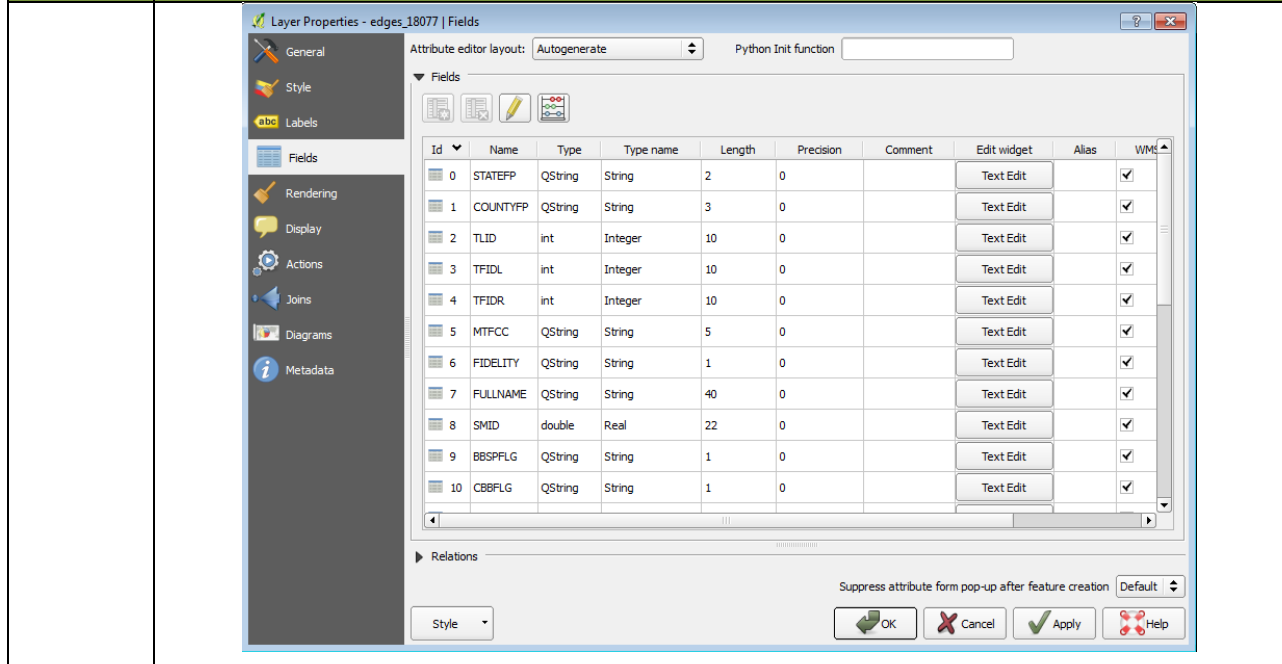 Layer Properties - edges_18077 | Fields
General
Style
abc Labels
Fields
Rendering
Display
Actions
Joins
Diagrams
Metadata
Attribute editor layout: Autogenerate Python Init function
Fields
Id Name Type Type name Length Precision Comment Edit widget Alias WMS
0 STATEFP QString String 2 0 Text Edit
1 COUNTYFP QString String 3 0 Text Edit
2 TLID int Integer 10 0 Text Edit
3 TFIDL int Integer 10 0 Text Edit
4 TFIDR int Integer 10 0 Text Edit
5 MTFCC QString String 5 0 Text Edit
6 FIDELITY QString String 1 0 Text Edit
7 FULLNAME QString String 40 0 Text Edit
8 SMID double Real 22 0 Text Edit
9 BBSPFLG QString String 1 0 Text Edit
10 CBBFLG QString String 1 0 Text Edit
Relations
Suppress attribute form pop-up after feature creation Default
Style OK Cancel Apply Help